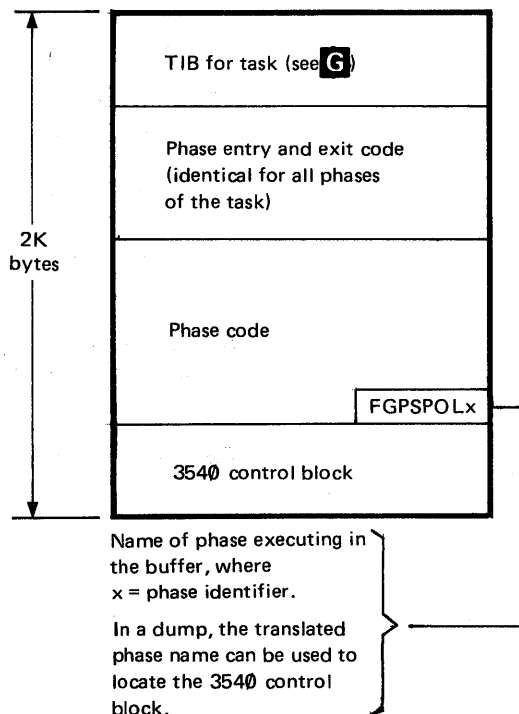 TIB for task (see G)
Phase entry and exit code
(identical for all phases
of the task)
2K
bytes
Phase code
FGPSPOLx
3540 control block
Name of phase executing in
the buffer, where
x = phase identifier.
In a dump, the translated
phase name can be used to
locate the 3540 control
block.